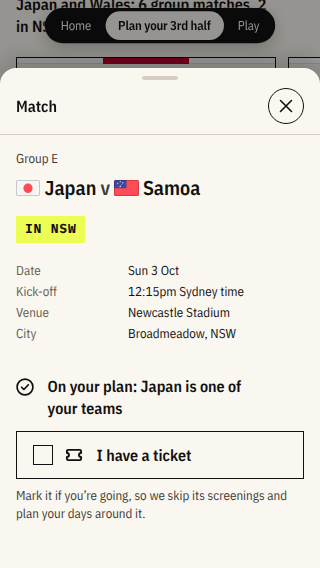 Japan and Wales: 6 group matches, 2
in NS
Home
Plan your 3rd half
Play
Match
Group E
Japan v Samoa
IN NSW
Date Sun 3 Oct
Kick-off 12:15pm Sydney time
Venue Newcastle Stadium
City Broadmeadow, NSW
On your plan: Japan is one of
your teams
I have a ticket
Mark it if you're going, so we skip its screenings and
plan your days around it.